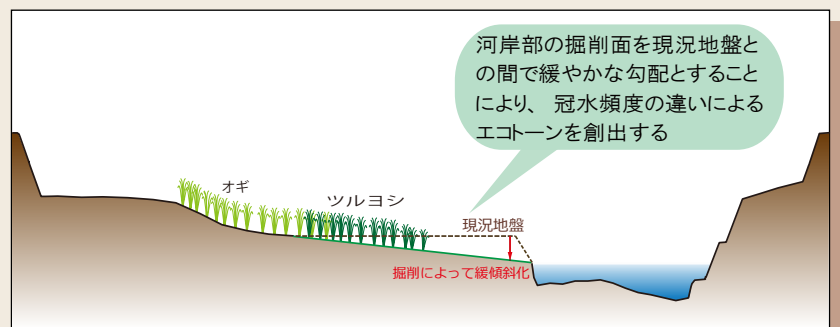 河岸部の掘削面を現況地盤と
の間で緩やかな勾配とすること
により、冠水頻度の違いによる
エコトーンを創出する
オギ
ツルヨシ
現況地盤
掘削によって緩傾斜化